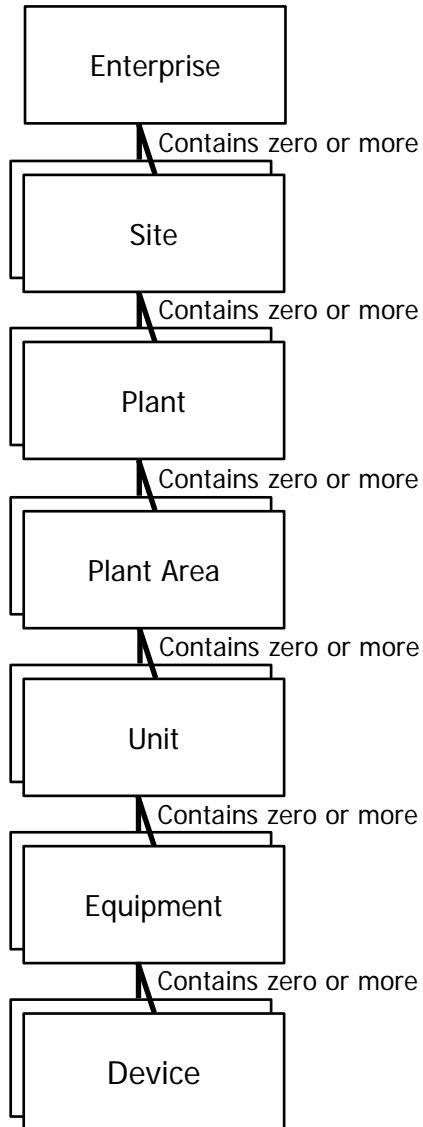 Enterprise
Contains zero or more
Site
Contains zero or more
Plant
Contains zero or more
Plant Area
Contains zero or more
Unit
Contains zero or more
Equipment
Contains zero or more
Device